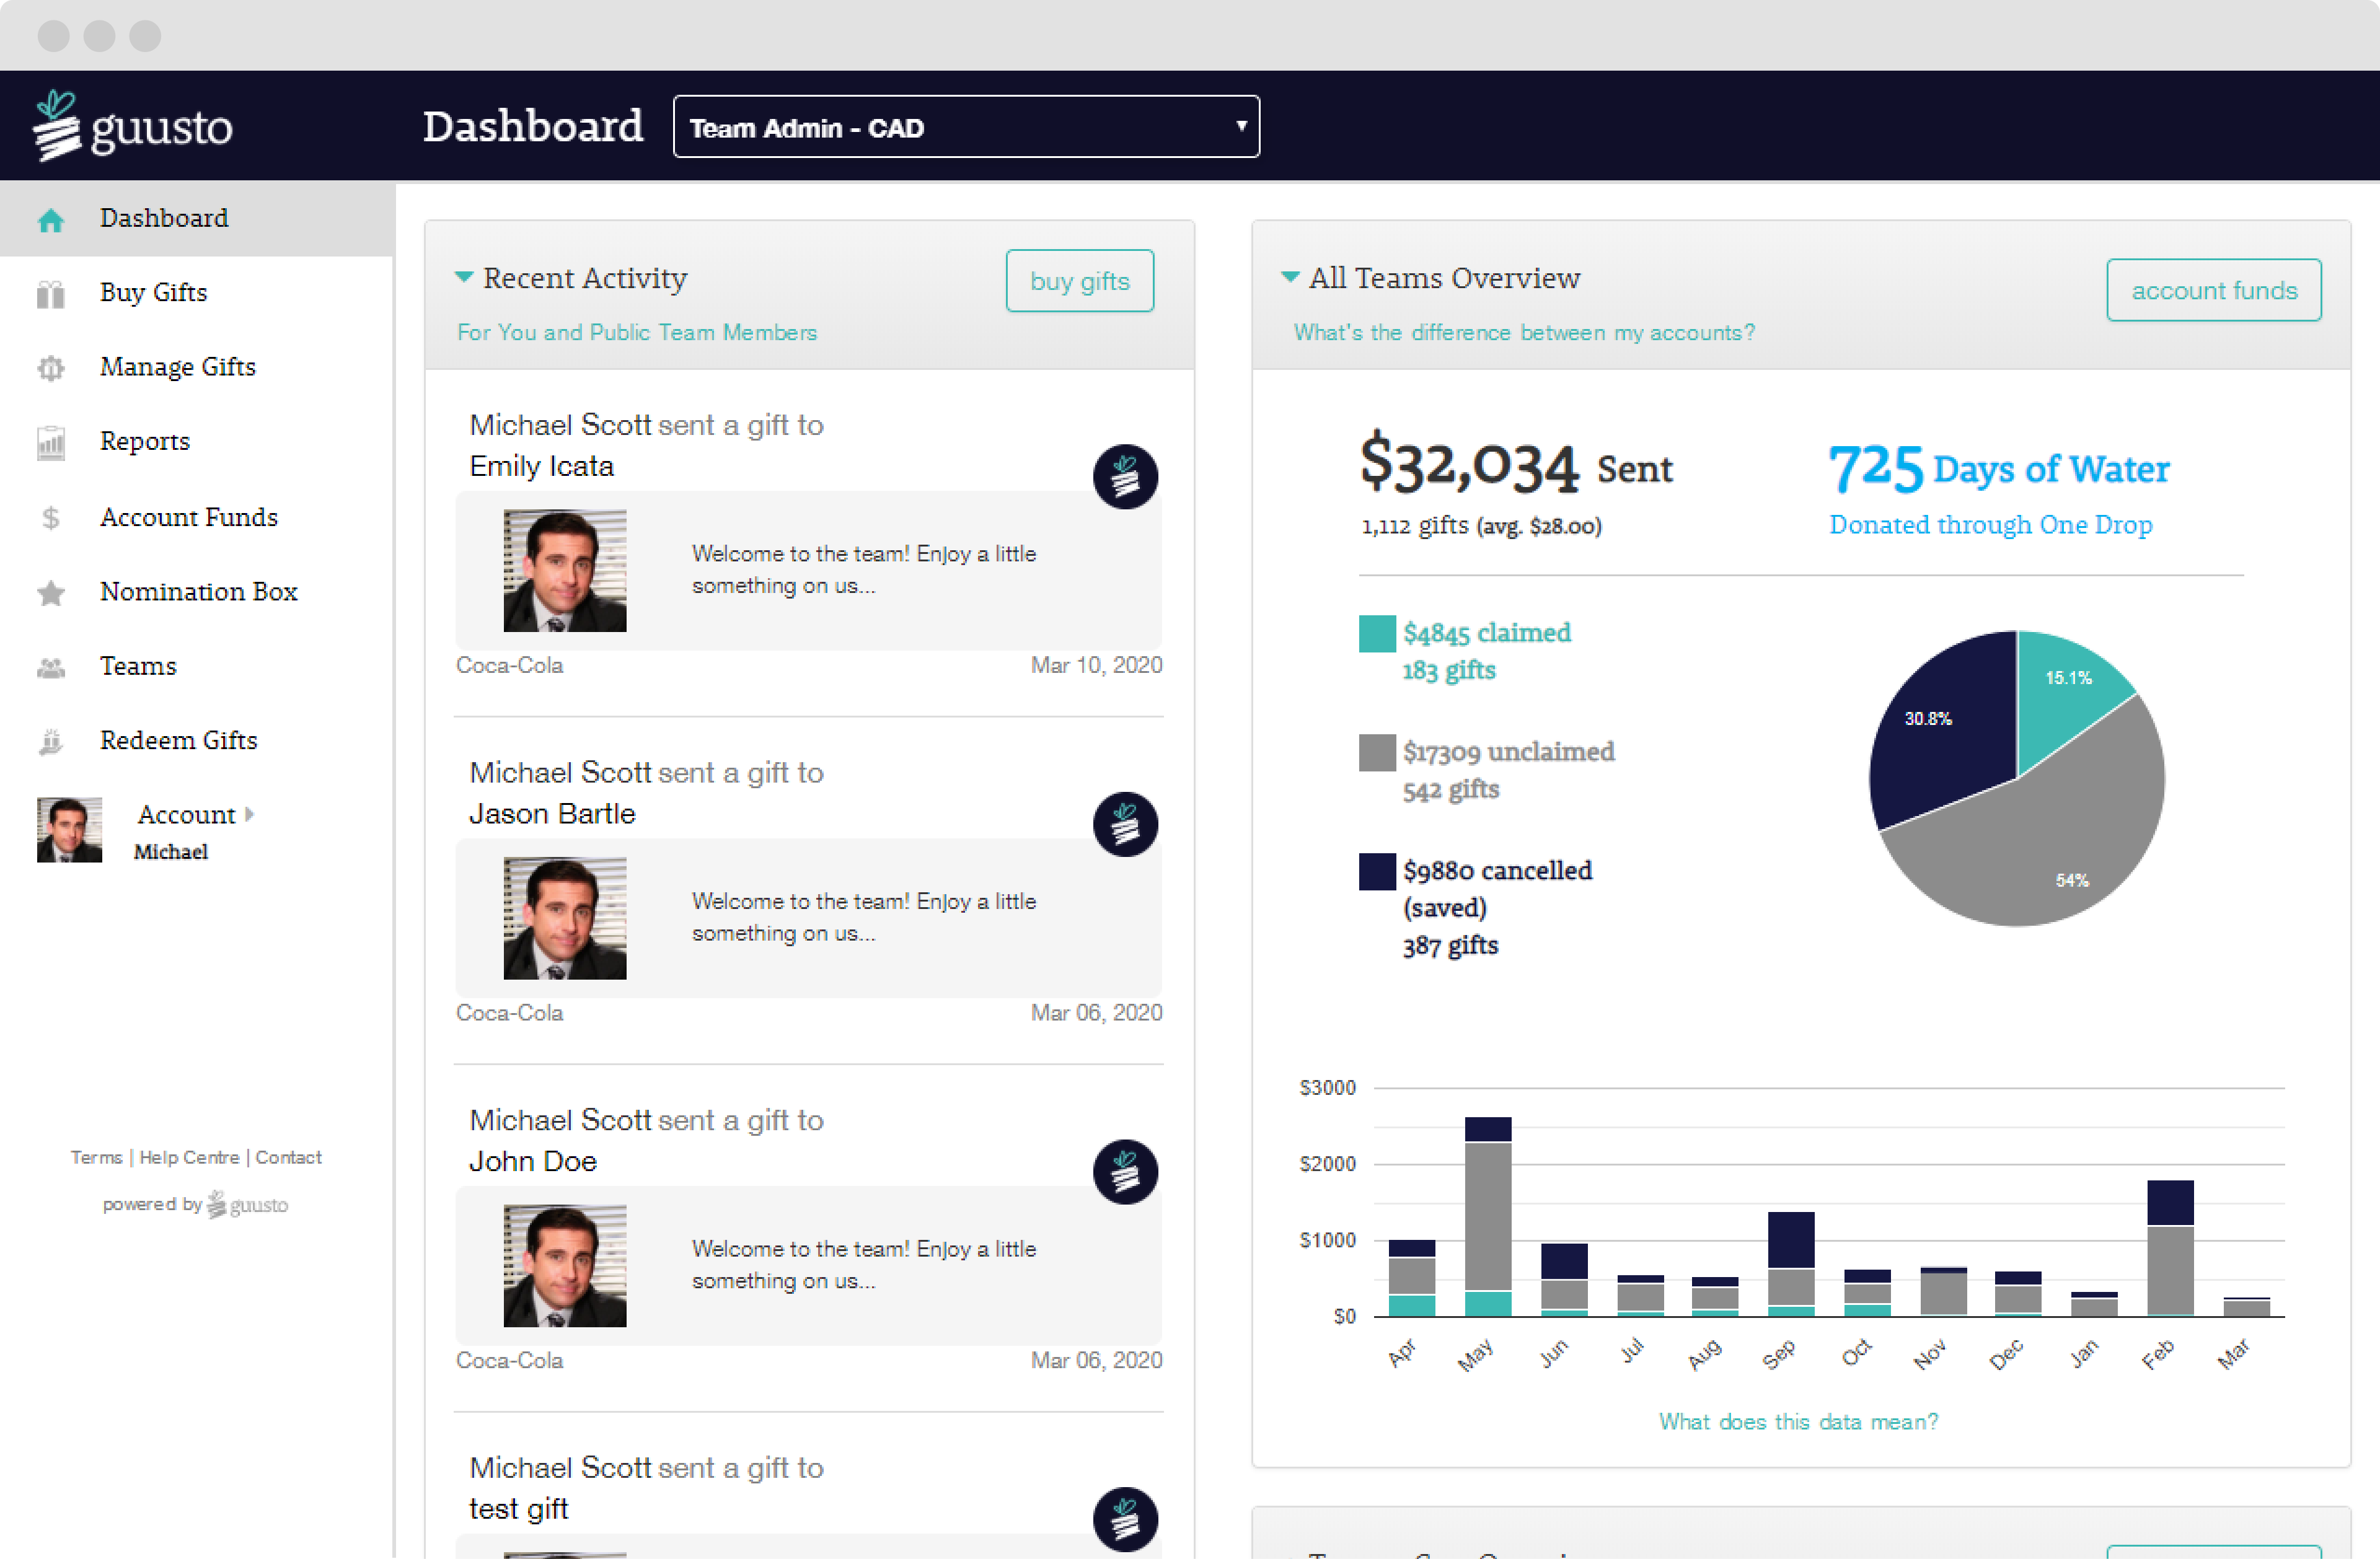 guusto
Dashboard
Team Admin - CAD
Dashboard
Buy Gifts
Manage Gifts
Reports
Account Funds
Nomination Box
Teams
Redeem Gifts
Account
Michael
Terms | Help Centre | Contact
powered by guusto
Recent Activity
buy gifts
For You and Public Team Members
Michael Scott sent a gift to
Emily Icata
Welcome to the team! Enjoy a little
something on us...
Coca-Cola
Mar 10, 2020
Michael Scott sent a gift to
Jason Bartle
Welcome to the team! Enjoy a little
something on us...
Coca-Cola
Mar 06, 2020
Michael Scott sent a gift to
John Doe
Welcome to the team! Enjoy a little
something on us...
Coca-Cola
Mar 06, 2020
Michael Scott sent a gift to
test gift
All Teams Overview
account funds
What's the difference between my accounts?
$32,034 Sent
1,112 gifts (avg. $28.00)
725 Days of Water
Donated through One Drop
$4845 claimed
183 gifts
$17309 unclaimed
542 gifts
$9880 cancelled
(saved)
387 gifts
15.1%
30.8%
54%
$3000
$2000
$1000
$0
Apr
May
Jun
Jul
Aug
Sep
Oct
Nov
Dec
Jan
Feb
Mar
What does this data mean?